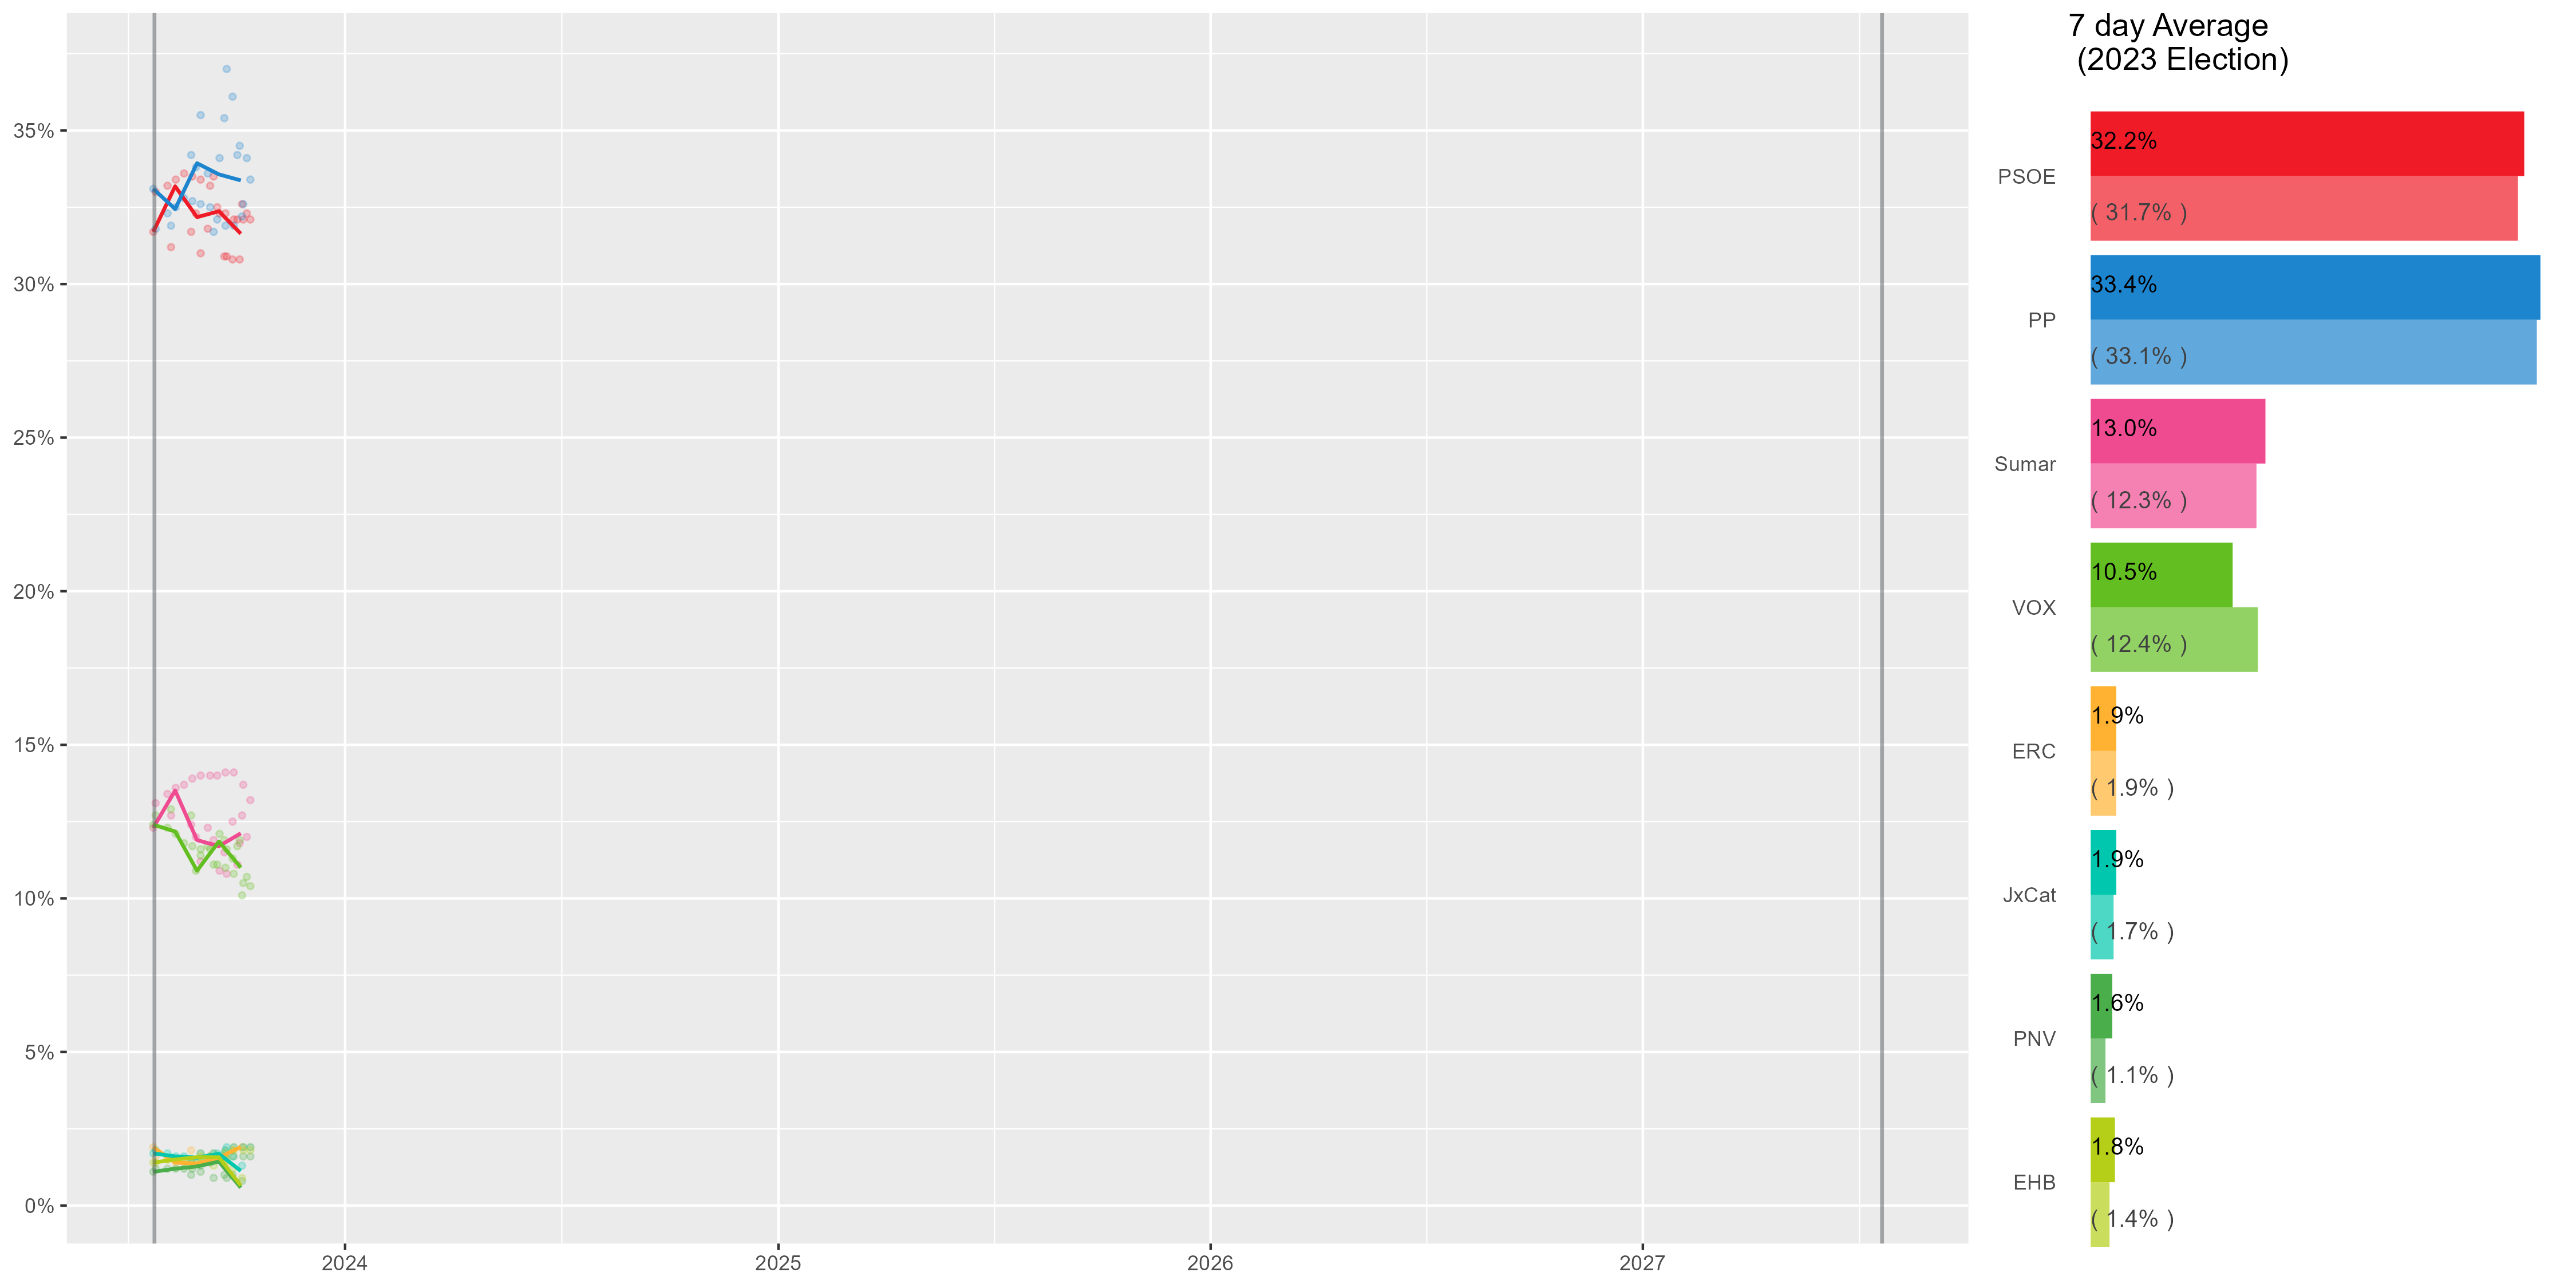 7 day Average
(2023 Election)
35%
30%
25%
20%
15%
10%
5%
0%
2024
2025
2026
2027
PSOE
32.2%
( 31.7% )
PP
33.4%
( 33.1% )
Sumar
13.0%
( 12.3% )
VOX
10.5%
( 12.4% )
ERC
1.9%
( 1.9% )
JxCat
1.9%
( 1.7% )
PNV
1.6%
( 1.1% )
EHB
1.8%
( 1.4% )